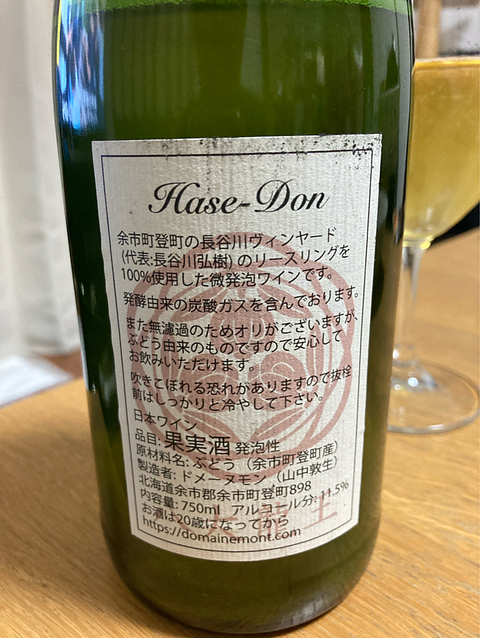 Hase-Don
余市町登町の長谷川ヴィンヤード
(代表:長谷川弘樹)のリースリングを
100%使用した微発泡ワインです。
発酵由来の炭酸ガスを含んでおります。
また無濾過のためオリがございますが、
ぶどう由来のものですので安心して
お飲みいただけます。
吹きこぼれる恐れがありますので抜栓
前はしっかりと冷やして下さい。
日本ワイン
品目:果実酒 発泡性
原材料名:ぶどう(余市町登町産)
製造者:ドメーヌモン(山中敦生)
北海道余市郡余市町登町898
内容量:750ml アルコール分:11.5%
お酒は20歳になってから
https://domainemont.com/